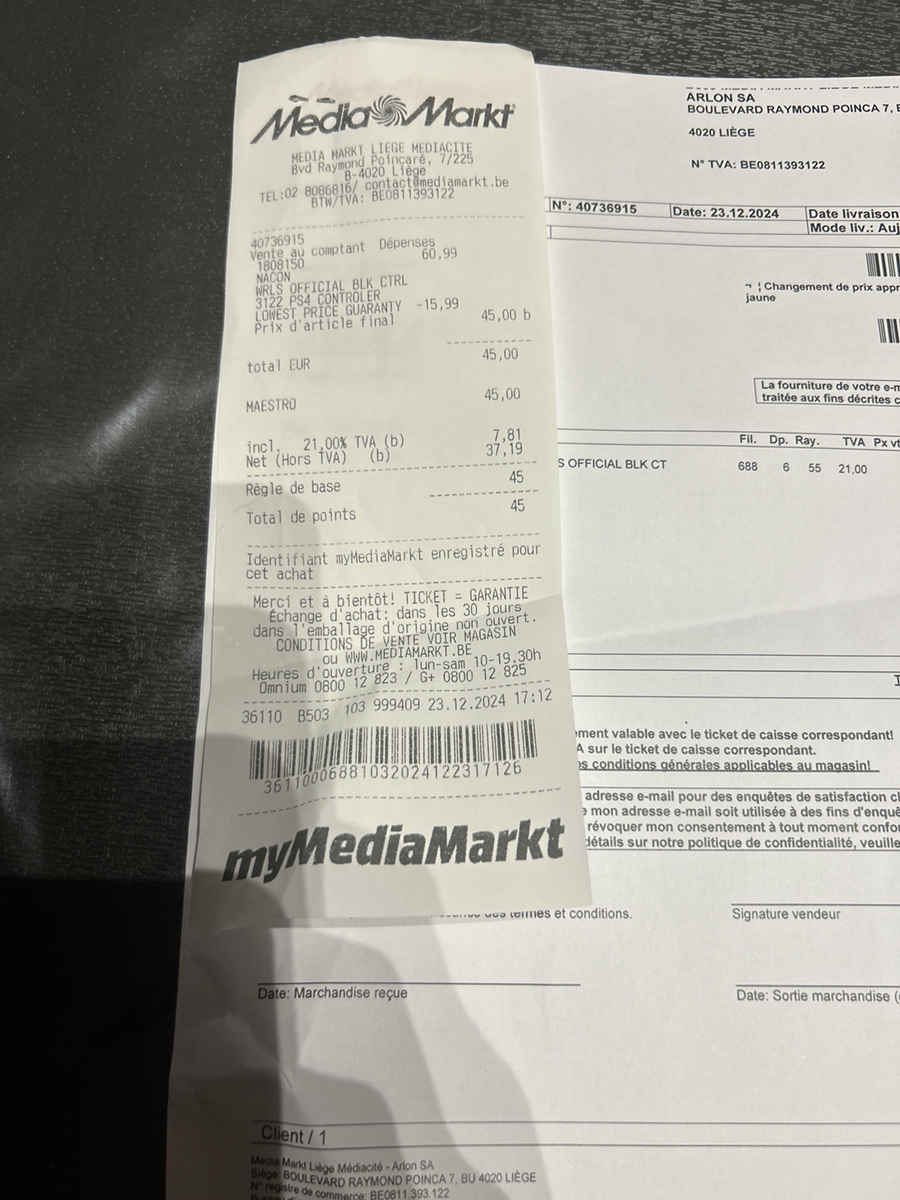 Media Markt
MEDIA MARKT LIEGE MEDIACITE
Bvd Raymond Poincaré, 7/225
B-4020 Liège
TEL:02 8086816/ contact@mediamarkt.be
BTW/TVA: BE0811393122
40736915
Vente au comptant Dépenses
1808150 60,99
NACON
WRLS OFFICIAL BLK CTRL
3122 PS4 CONTROLER
LOWEST PRICE GUARANTY -15,99
Prix d'article final 45,00 b
total EUR 45,00
MAESTRO 45,00
incl. 21,00% TVA (b) 7,81
Net (Hors TVA) (b) 37,19
Règle de base 45
Total de points 45
Identifiant myMediaMarkt enregistré pour
cet achat
Merci et à bientôt! TICKET = GARANTIE
Échange d'achat: dans les 30 jours
dans l'emballage d'origine non ouvert.
CONDITIONS DE VENTE VOIR MAGASIN
ou WWW.MEDIAMARKT.BE
Heures d'ouverture : lun-sam 10-19.30h
Omnium 0800 12 823 / G+ 0800 12 825
36110 B503 103 999409 23.12.2024 17:12
36110006881032024122317126
myMediaMarkt
ARLON SA
BOULEVARD RAYMOND POINCA 7,
4020 LIÈGE
N° TVA: BE0811393122
N°: 40736915 Date: 23.12.2024 Date livraison
Mode liv.: Auj
¬ ¦ Changement de prix appr
jaune
La fourniture de votre e-m
traitée aux fins décrites c
Fil. Dp. Ray. TVA Px vt
S OFFICIAL BLK CT 688 6 55 21,00
ement valable avec le ticket de caisse correspondant!
A sur le ticket de caisse correspondant.
os conditions générales applicables au magasin!
adresse e-mail pour des enquêtes de satisfaction cl
e mon adresse e-mail soit utilisée à des fins d'enquê
révoquer mon consentement à tout moment confor
détails sur notre politique de confidentialité, veuille
des termes et conditions. Signature vendeur
Date: Marchandise reçue Date: Sortie marchandise (
Client / 1
Media Markt Liège Médiacité - Arlon SA
Siège: BOULEVARD RAYMOND POINCA 7, BU 4020 LIÈGE
N° registre de commerce: BE0811.393.122